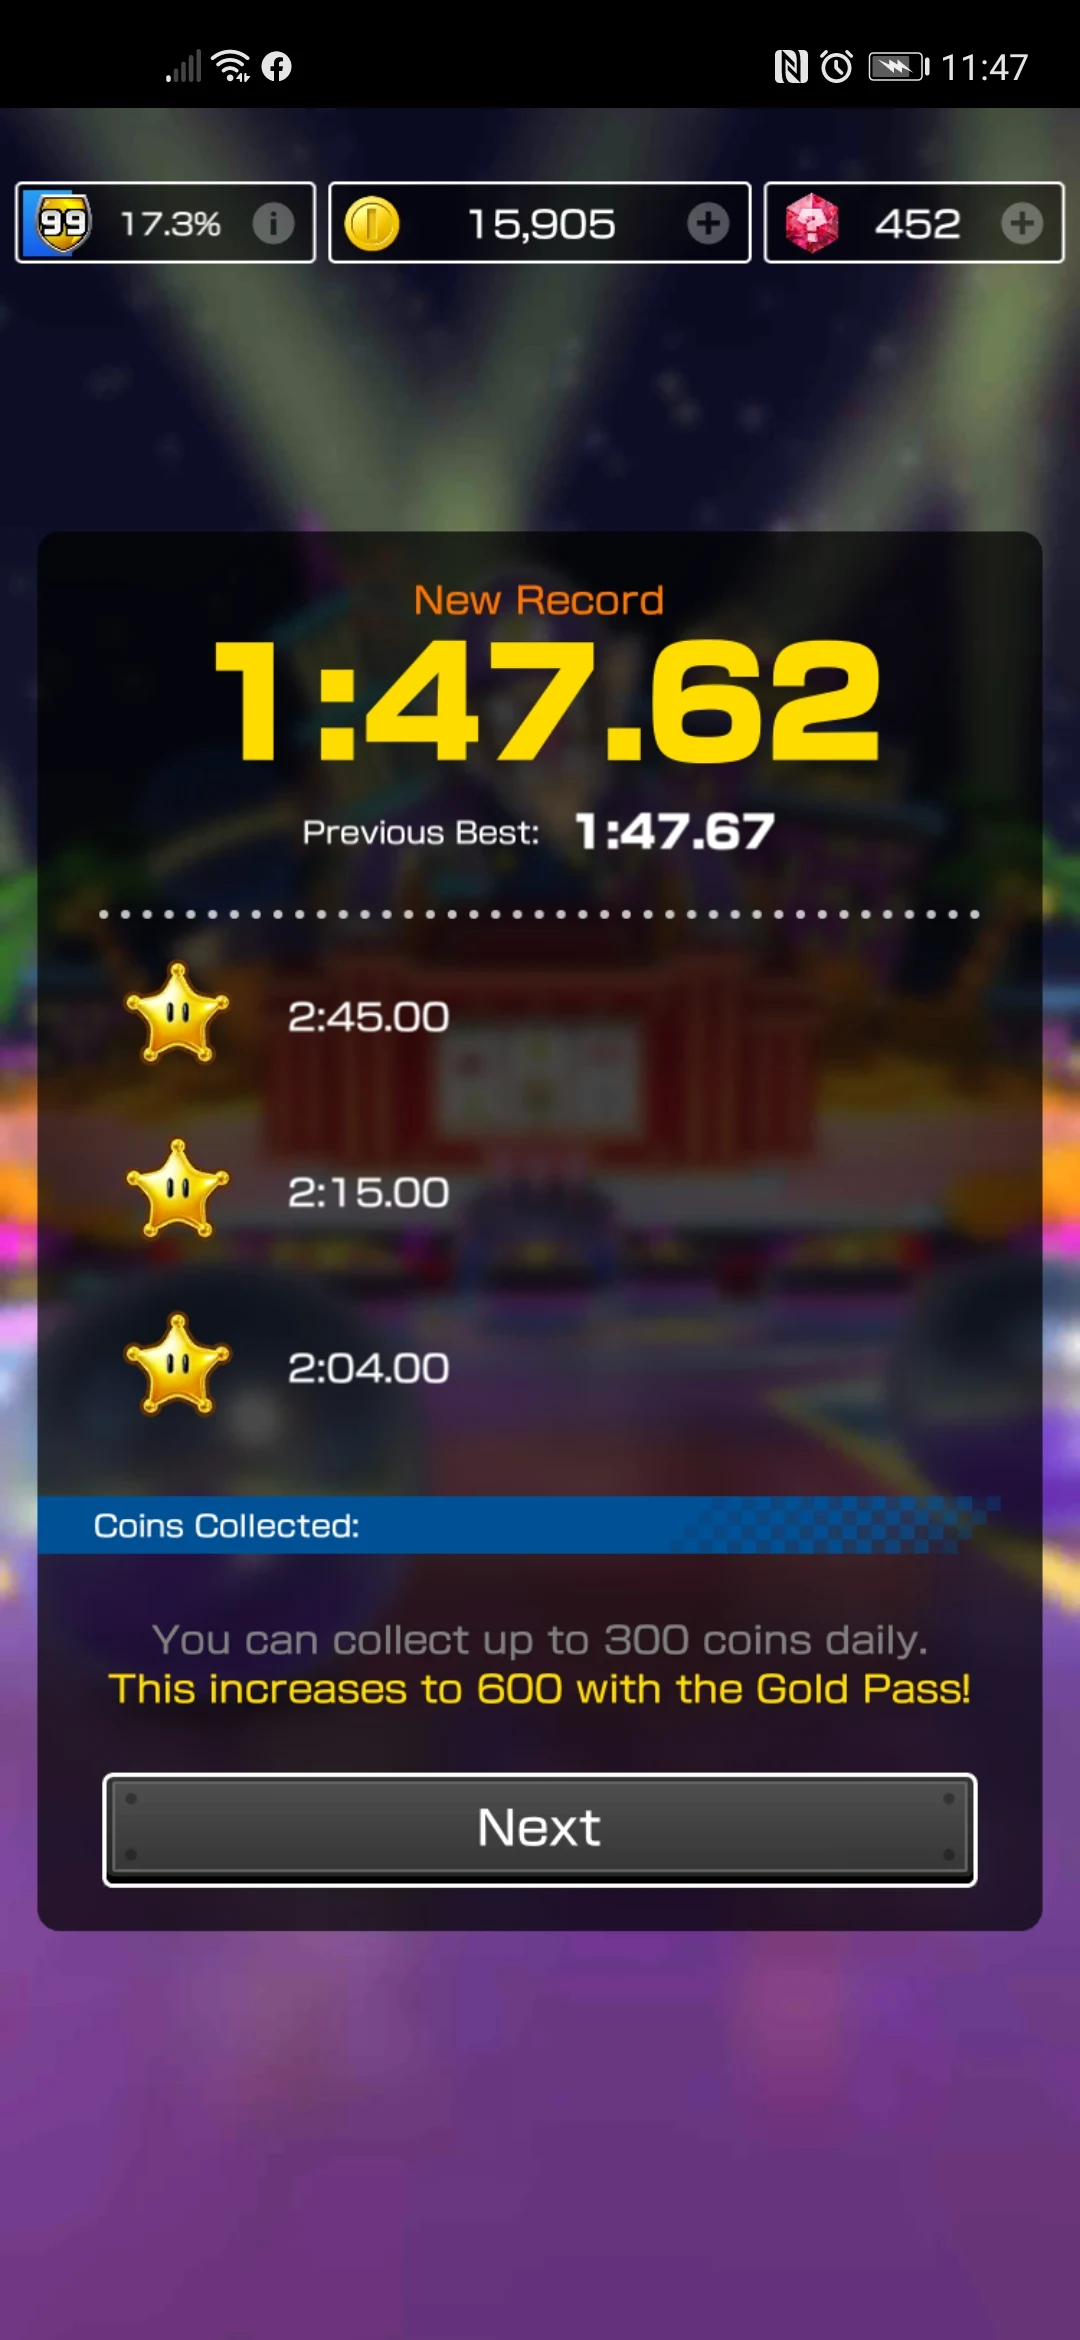 11:47
99 17.3% i 15,905 + ? 452 +
New Record
1:47.62
Previous Best: 1:47.67
2:45.00
2:15.00
2:04.00
Coins Collected:
You can collect up to 300 coins daily.
This increases to 600 with the Gold Pass!
Next